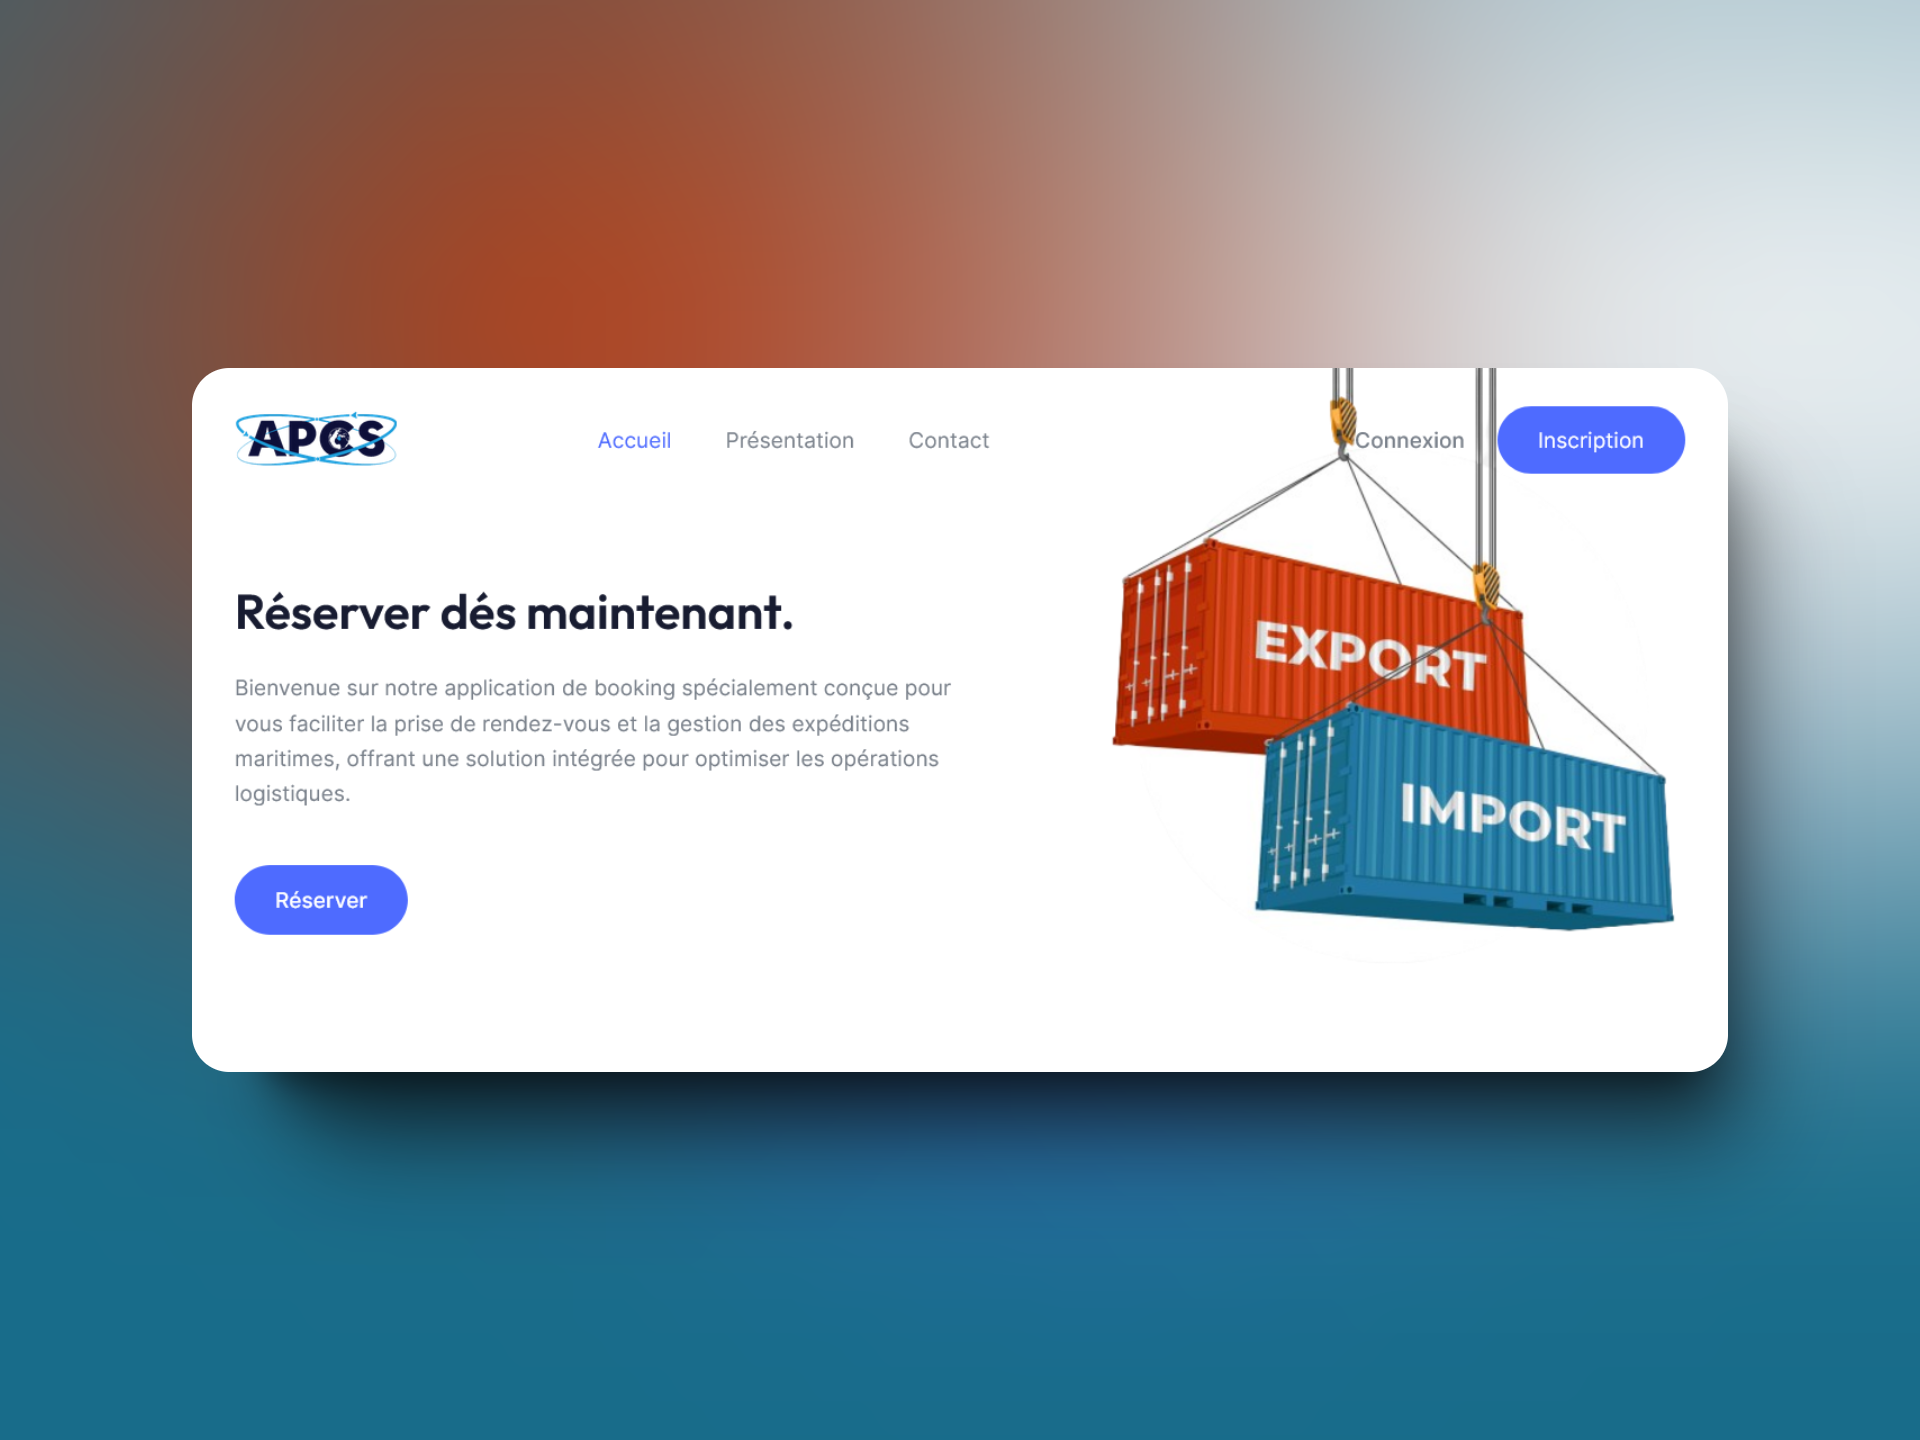 APCS
Accueil
Présentation
Contact
Connexion
Inscription
Réserver dés maintenant.
Bienvenue sur notre application de booking spécialement conçue pour
vous faciliter la prise de rendez-vous et la gestion des expéditions
maritimes, offrant une solution intégrée pour optimiser les opérations
logistiques.
Réserver
EXPORT
IMPORT